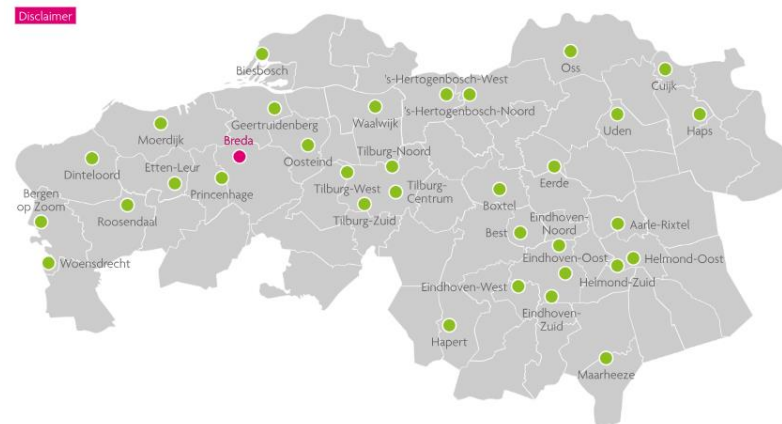 Disclaimer
Biesbosch
Oss
's-Hertogenbosch-West
Cuijk
's-Hertogenbosch-Noord
Geertruidenberg
Waalwijk
Uden
Haps
Moerdijk
Breda
Oosteind
Tilburg-Noord
Dinteloord
Etten-Leur
Princenhage
Tilburg-West
Tilburg-
Centrum
Eerde
Bergen
op Zoom
Roosendaal
Tilburg-Zuid
Boxtel
Eindhoven-
Noord
Aarle-Rixtel
Best
Woensdrecht
Eindhoven-Oost
Helmond-Oost
Eindhoven-West
Helmond-Zuid
Eindhoven-
Zuid
Hapert
Maarheeze